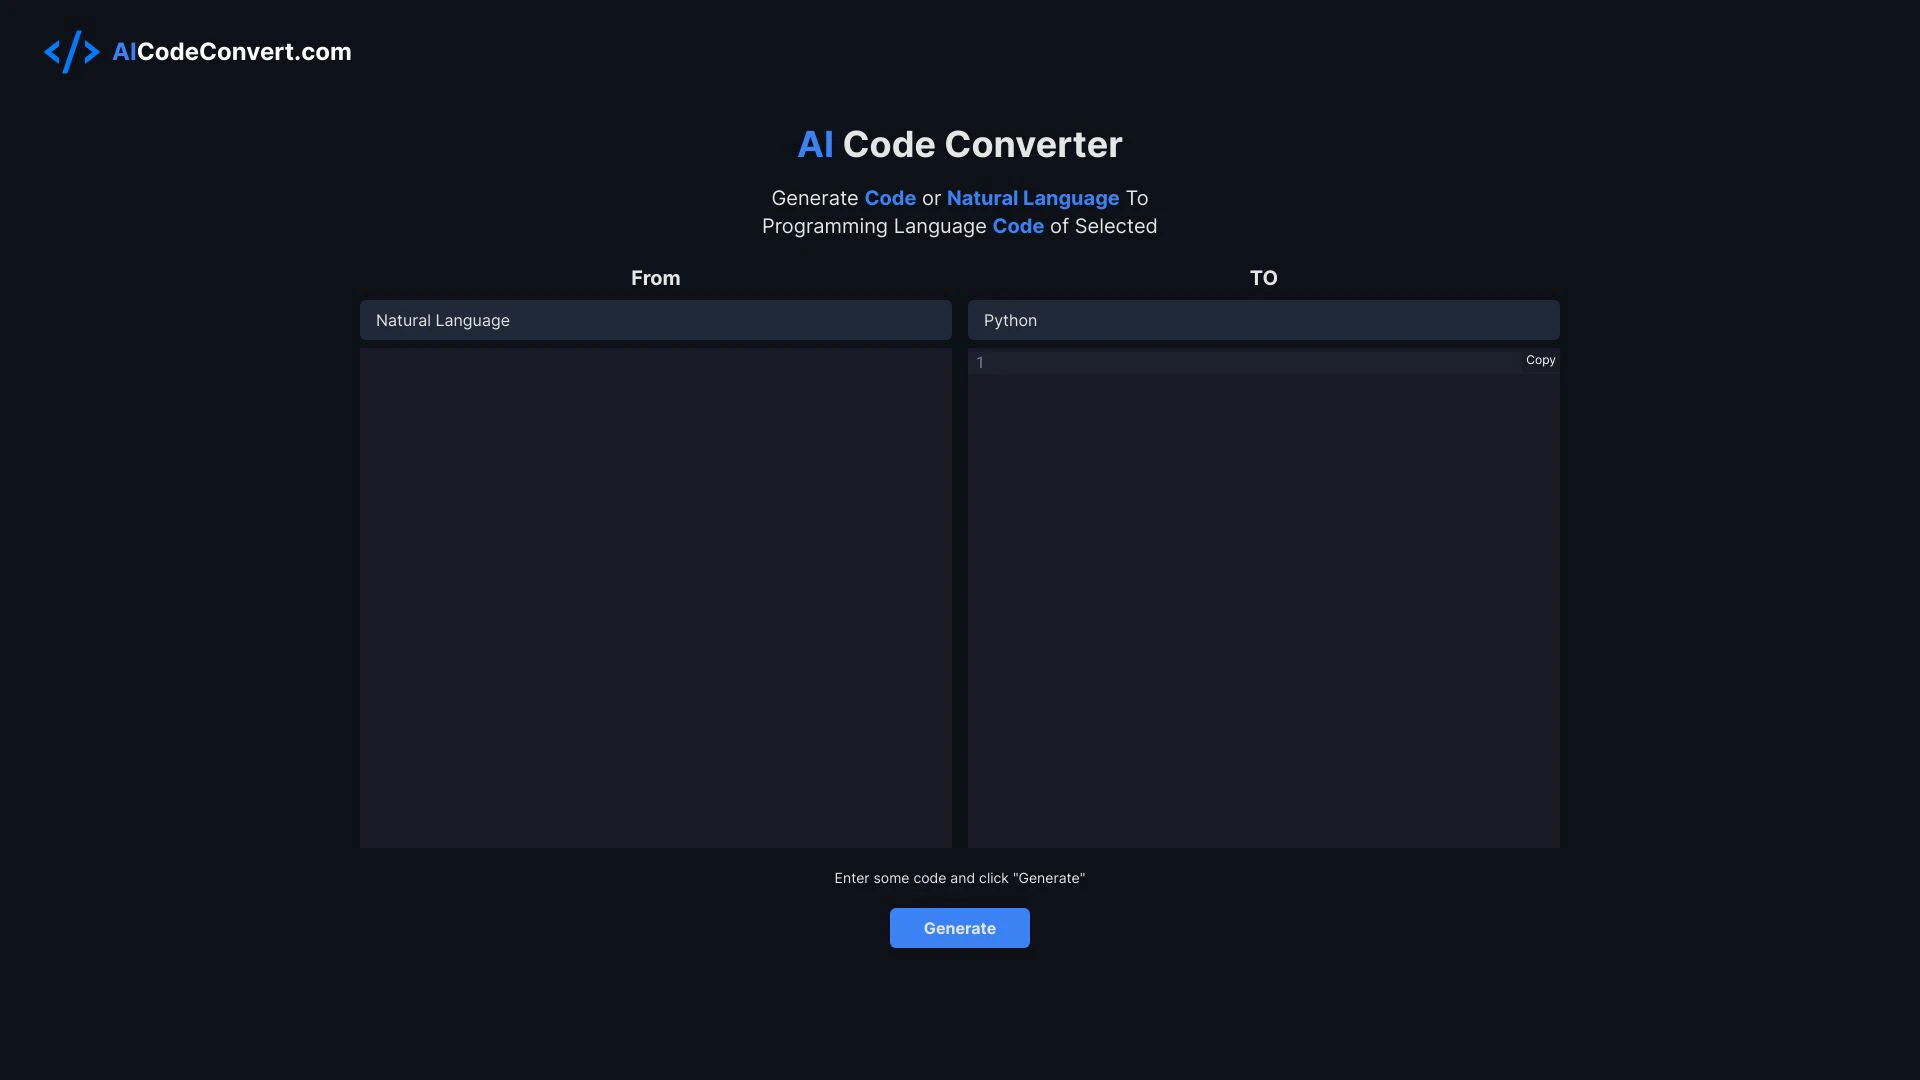 AICodeConvert.com
AI Code Converter
Generate Code or Natural Language To
Programming Language Code of Selected
From
TO
Natural Language
Python
1
Copy
Enter some code and click "Generate"
Generate